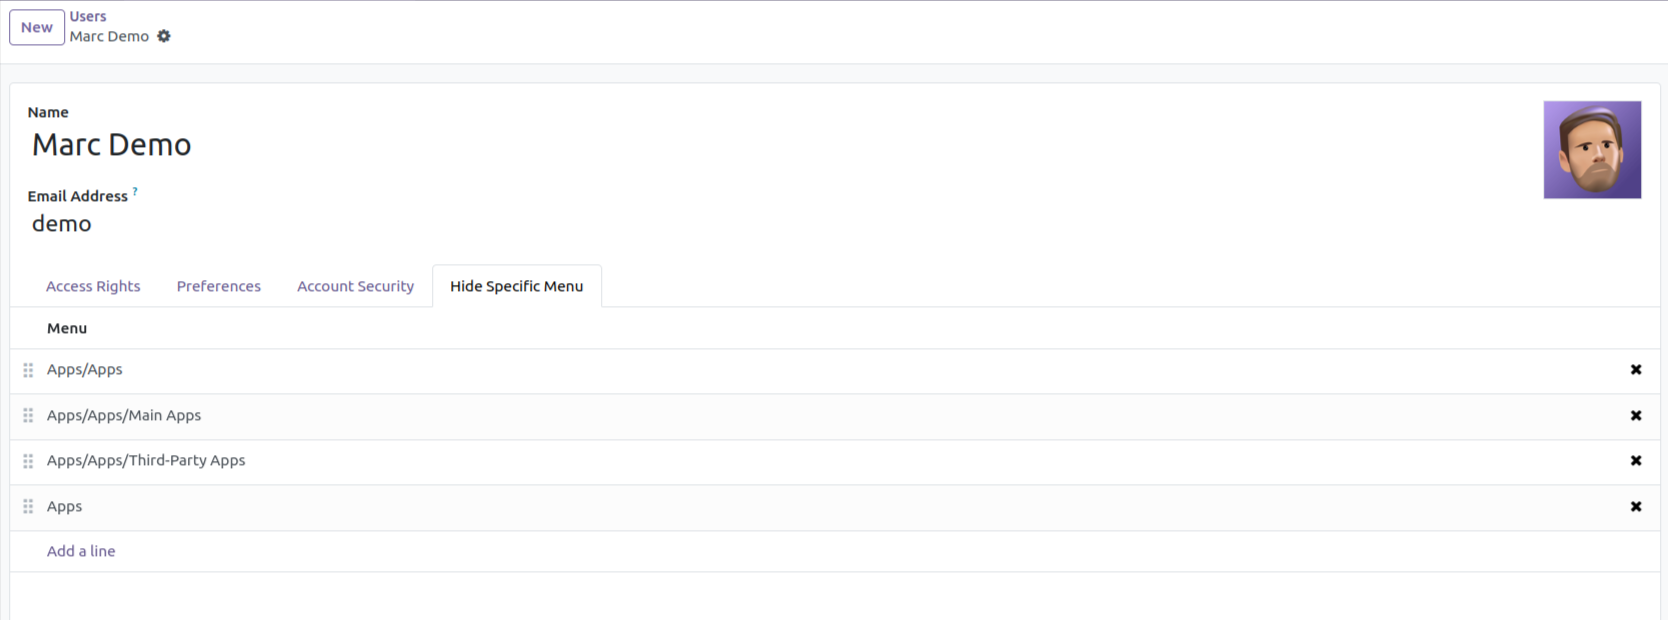 New
Users
Marc Demo
Name
Marc Demo
Email Address ?
demo
Access Rights Preferences Account Security Hide Specific Menu
Menu
Apps/Apps
Apps/Apps/Main Apps
Apps/Apps/Third-Party Apps
Apps
Add a line